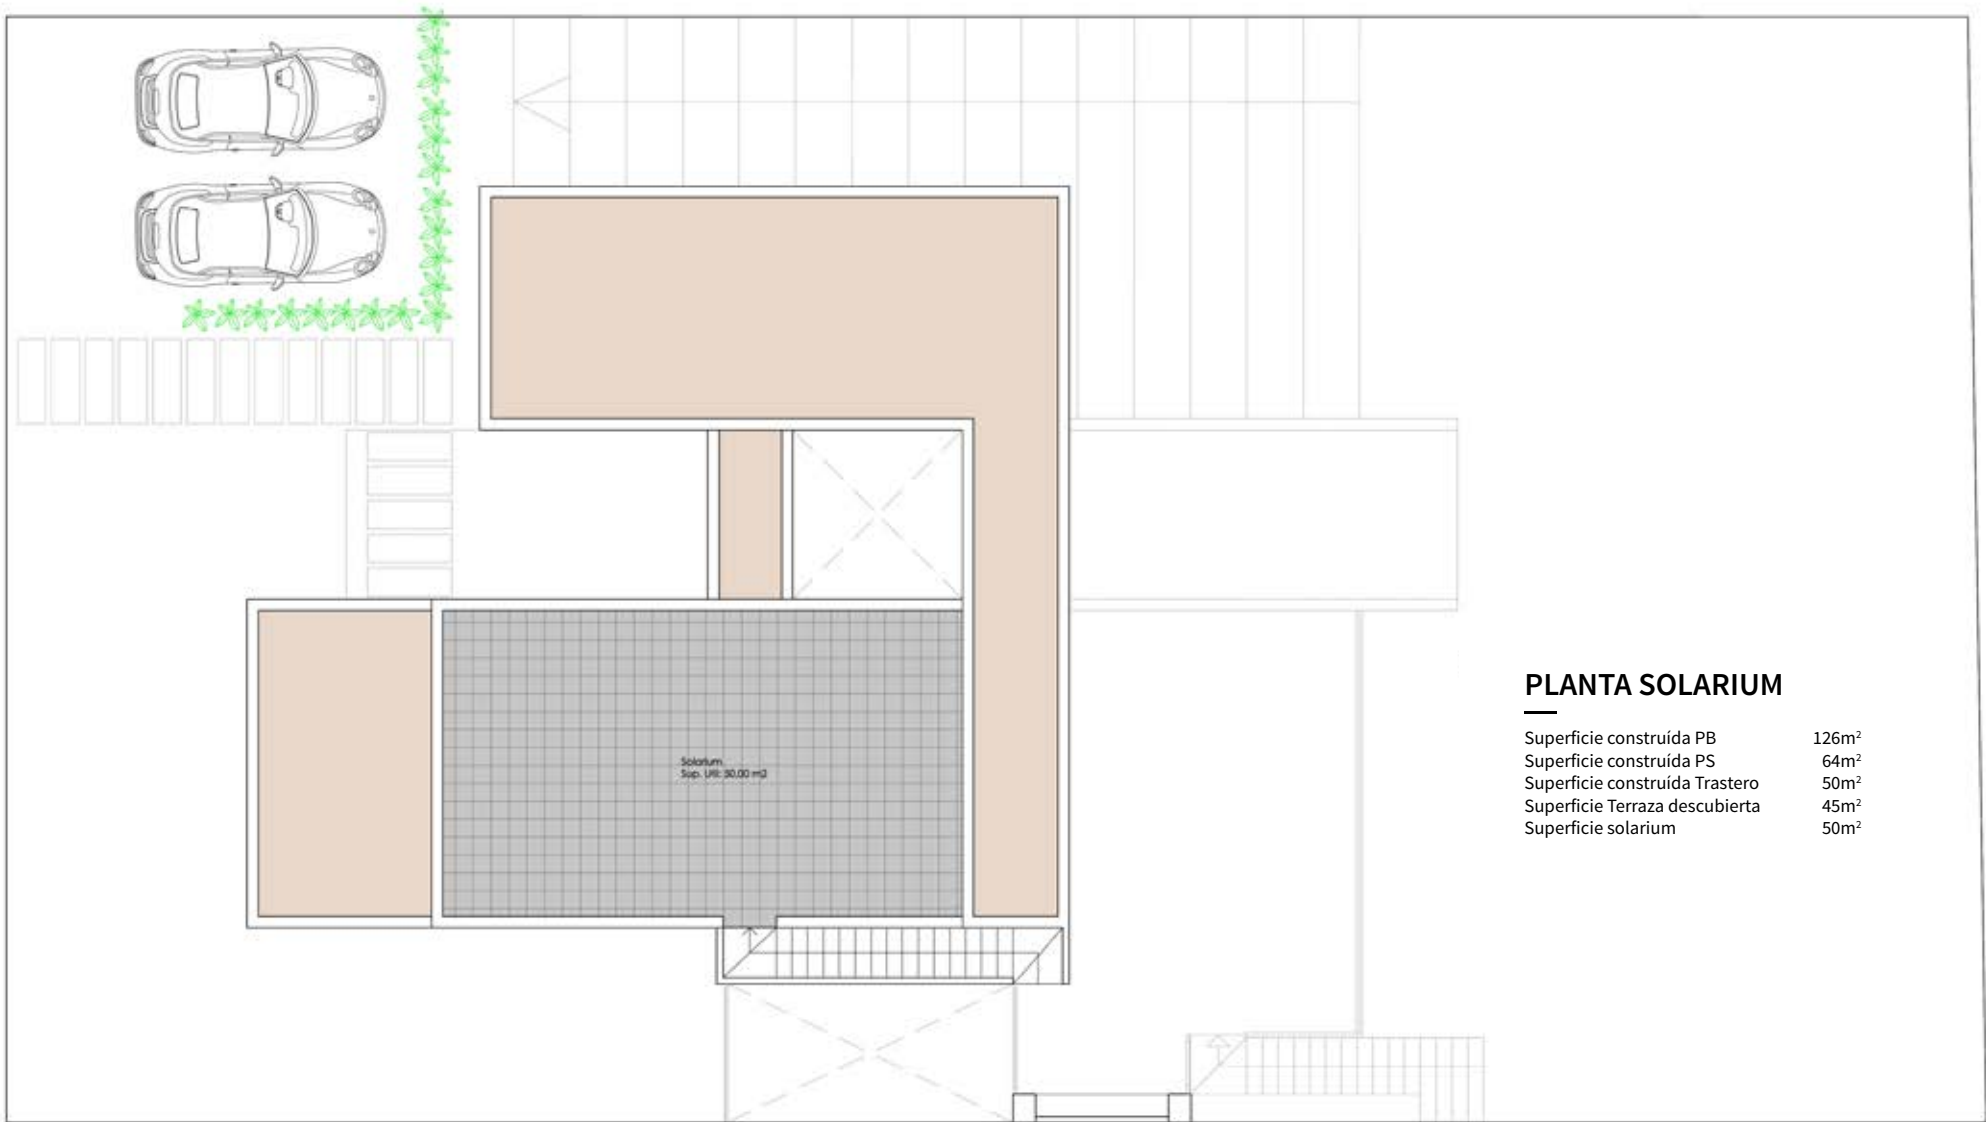 PLANTA SOLARIUM
Superficie construída PB 126m²
Superficie construída PS 64m²
Superficie construída Trastero 50m²
Superficie Terraza descubierta 45m²
Superficie solarium 50m²
Solarium
Sup. Util: 50,00 m2